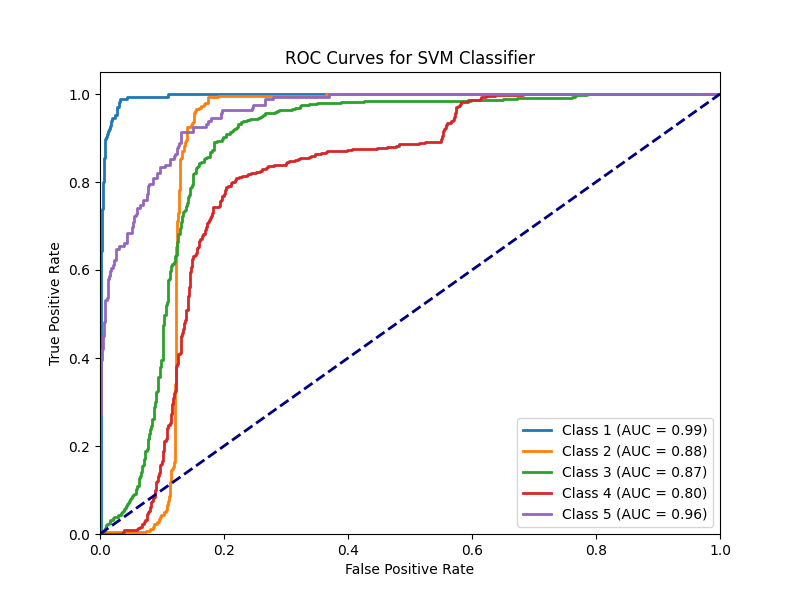 ROC Curves for SVM Classifier
True Positive Rate
1.0
0.8
0.6
0.4
0.2
0.0
Class 1 (AUC = 0.99)
Class 2 (AUC = 0.88)
Class 3 (AUC = 0.87)
Class 4 (AUC = 0.80)
Class 5 (AUC = 0.96)
0.0 0.2 0.4 0.6 0.8 1.0
False Positive Rate